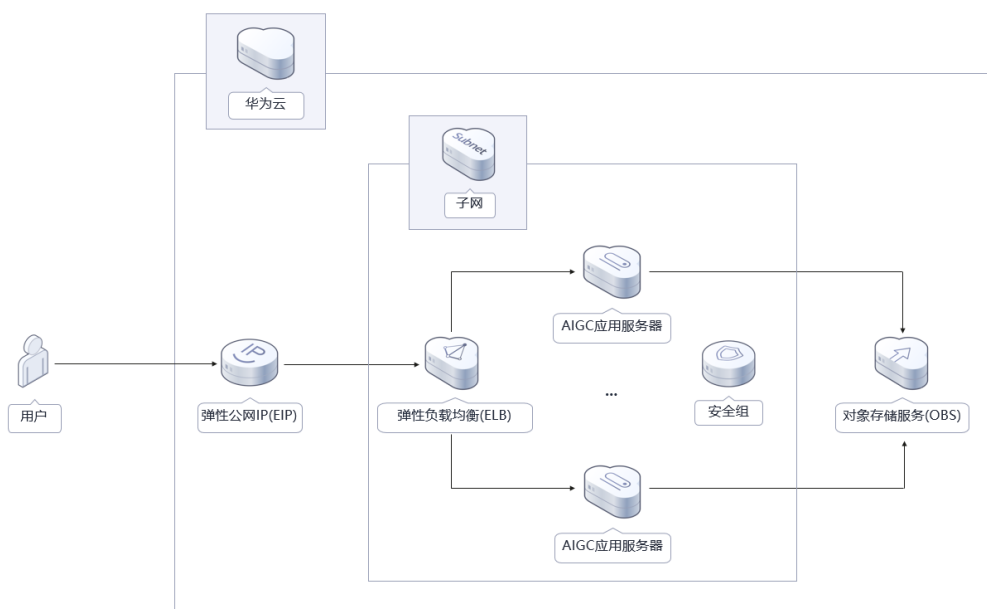 华为云
Subnet
子网
AIGC应用服务器
IP
用户
弹性公网IP(EIP)
弹性负载均衡(ELB)
...
安全组
对象存储服务(OBS)
AIGC应用服务器